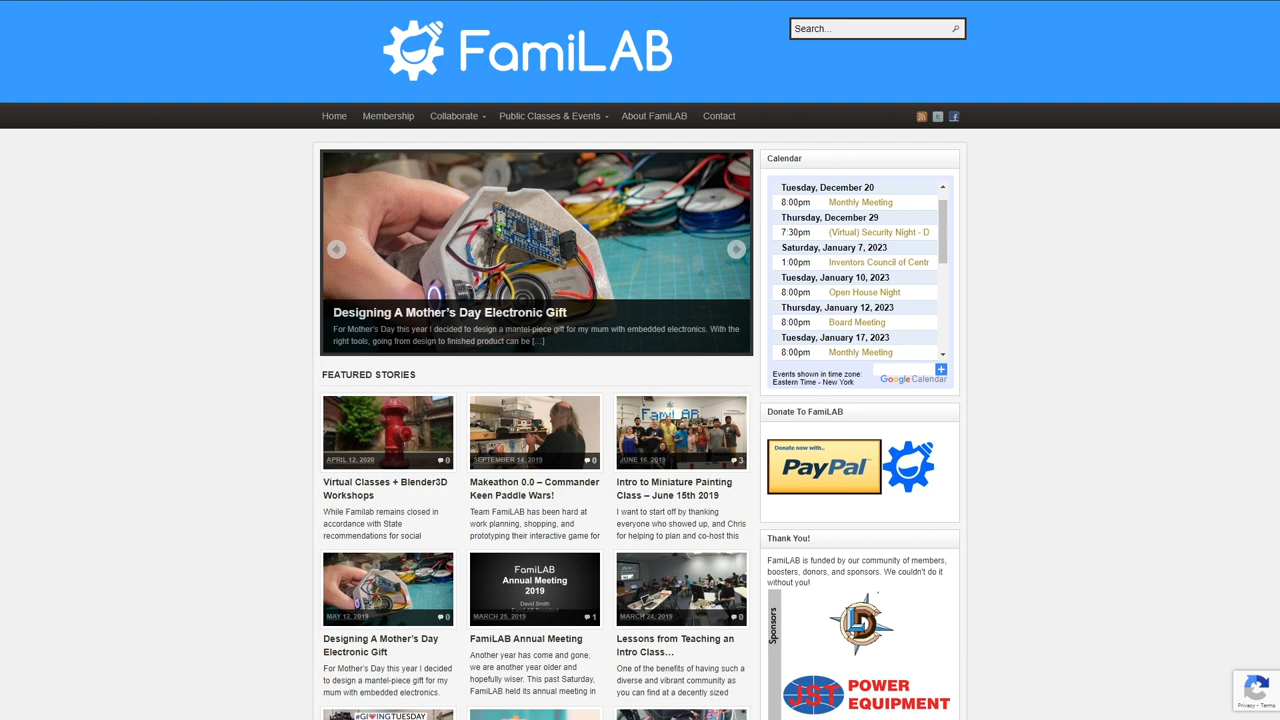 FamiLAB
Search...
Home Membership Collaborate Public Classes & Events About FamiLAB Contact
Designing A Mother's Day Electronic Gift
For Mother's Day this year I decided to design a mantel-piece gift for my mum with embedded electronics. With the
right tools, going from design to finished product can be [...]
FEATURED STORIES
APRIL 12, 2020 0
Virtual Classes + Blender3D
Workshops
While Familab remains closed in
accordance with State
recommendations for social
SEPTEMBER 14, 2019 0
Makeathon 0.0 – Commander
Keen Paddle Wars!
Team FamiLAB has been hard at
work planning, shopping, and
prototyping their interactive game for
FamiLAB
JUNE 16, 2019 3
Intro to Miniature Painting
Class – June 15th 2019
I want to start off by thanking
everyone who showed up, and Chris
for helping to plan and co-host this
MAY 12, 2019 0
Designing A Mother's Day
Electronic Gift
For Mother's Day this year I decided
to design a mantel-piece gift for my
mum with embedded electronics.
FamiLAB
Annual Meeting
2019
David Smith
MARCH 25, 2019 1
FamiLAB Annual Meeting
Another year has come and gone,
we are another year older and
hopefully wiser. This past Saturday,
FamiLAB held its annual meeting in
MARCH 24, 2019 0
Lessons from Teaching an
Intro Class...
One of the benefits of having such a
diverse and vibrant community as
you can find at a decently sized
#GIVINGTUESDAY
Calendar
Tuesday, December 20
8:00pm Monthly Meeting
Thursday, December 29
7:30pm (Virtual) Security Night - D
Saturday, January 7, 2023
1:00pm Inventors Council of Centr
Tuesday, January 10, 2023
8:00pm Open House Night
Thursday, January 12, 2023
8:00pm Board Meeting
Tuesday, January 17, 2023
8:00pm Monthly Meeting
Events shown in time zone:
Eastern Time - New York
Google Calendar
Donate To FamiLAB
Donate now with..
PayPal
Thank You!
FamiLAB is funded by our community of members,
boosters, donors, and sponsors. We couldn't do it
without you!
Sponsors
JST POWER
EQUIPMENT
Privacy - Terms